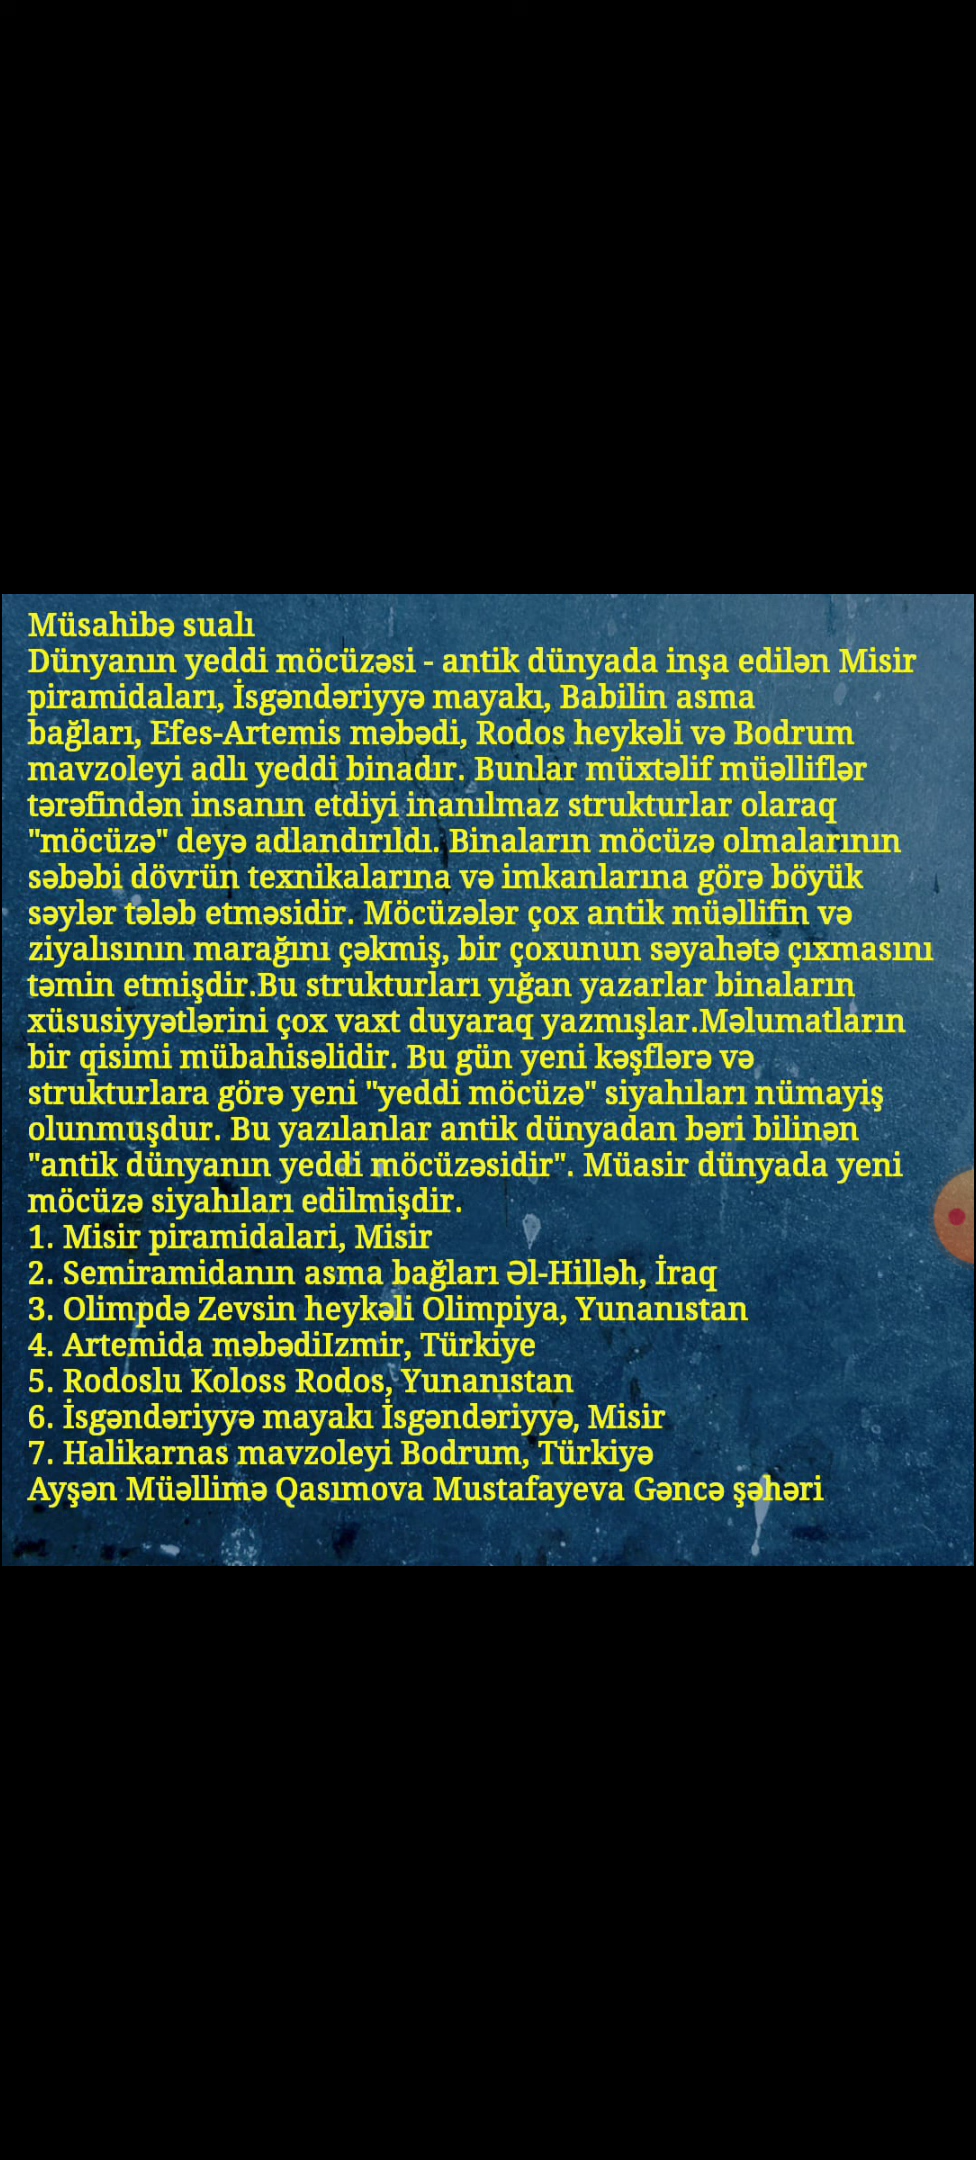 Müsahibə sualı
Dünyanın yeddi möcüzəsi - antik dünyada inşa edilən Misir
piramidaları, İsgəndəriyyə mayakı, Babilin asma
bağları, Efes-Artemis məbədi, Rodos heykəli və Bodrum
mavzoleyi adlı yeddi binadır. Bunlar müxtəlif müəlliflər
tərəfindən insanın etdiyi inanılmaz strukturlar olaraq
"möcüzə" deyə adlandırıldı. Binaların möcüzə olmalarının
səbəbi dövrün texnikalarına və imkanlarına görə böyük
səylər tələb etməsidir. Möcüzələr çox antik müəllifin və
ziyalısının marağını çəkmiş, bir çoxunun səyahətə çıxmasını
təmin etmişdir.Bu strukturları yığan yazarlar binaların
xüsusiyyətlərini çox vaxt duyaraq yazmışlar.Məlumatların
bir qisimi mübahisəlidir. Bu gün yeni kəşflərə və
strukturlara görə yeni "yeddi möcüzə" siyahıları nümayiş
olunmuşdur. Bu yazılanlar antik dünyadan bəri bilinən
"antik dünyanın yeddi möcüzəsidir". Müasir dünyada yeni
möcüzə siyahıları edilmişdir.
1. Misir piramidalari, Misir
2. Semiramidanın asma bağları Əl-Hilləh, İraq
3. Olimpdə Zevsin heykəli Olimpiya, Yunanıstan
4. Artemida məbədiIzmir, Türkiye
5. Rodoslu Koloss Rodos, Yunanıstan
6. İsgəndəriyyə mayakı İsgəndəriyyə, Misir
7. Halikarnas mavzoleyi Bodrum, Türkiyə
Ayşən Müəllimə Qasımova Mustafayeva Gəncə şəhəri